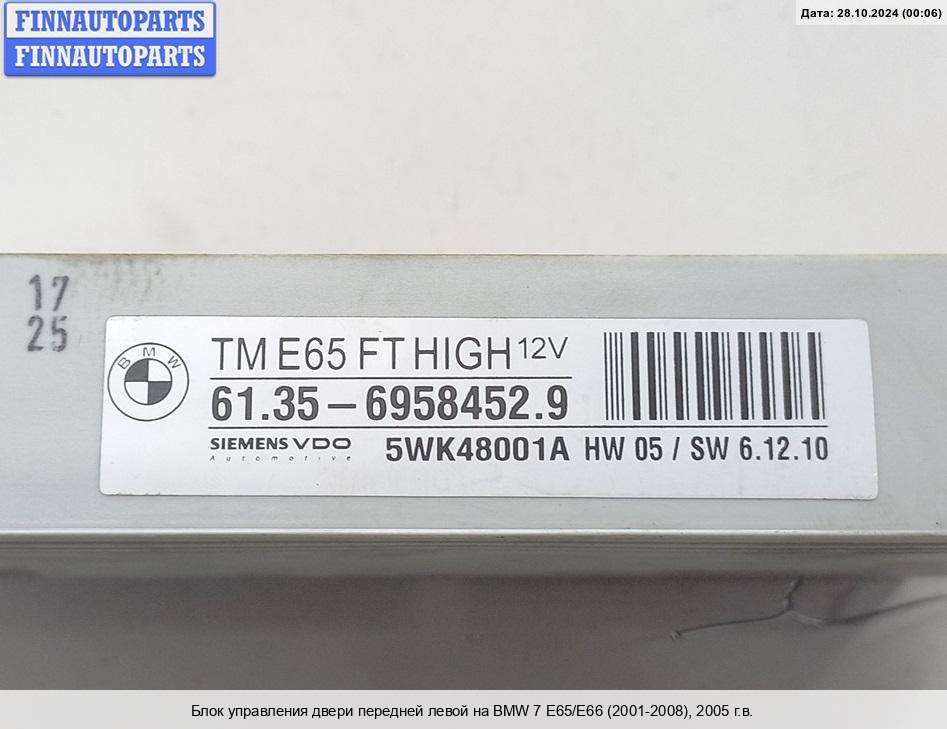 FINNAUTOPARTS
FINNAUTOPARTS
Дата: 28.10.2024 (00:06)
17
25
BMW
TM E65 FT HIGH 12V
61.35 – 6958452.9
SIEMENS VDO
Automotive
5WK48001A HW 05 / SW 6.12.10
Блок управления двери передней левой на BMW 7 E65/E66 (2001-2008), 2005 г.в.